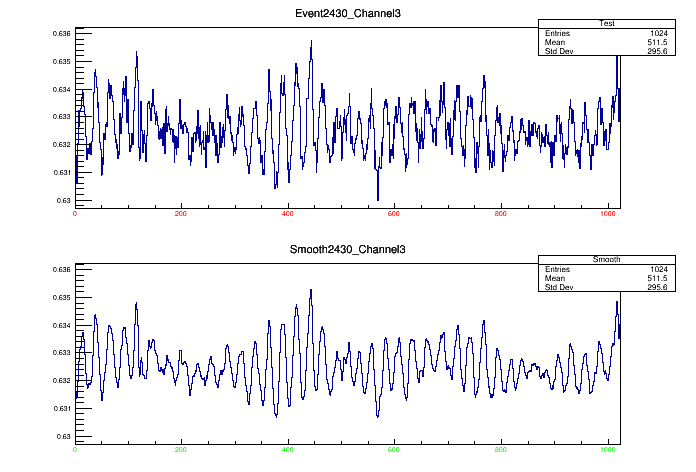 Event2430_Channel3
Test
Entries 1024
Mean 511.5
Std Dev 295.6
0.636
0.635
0.634
0.633
0.632
0.631
0.63
0 200 400 600 800 1000
Smooth2430_Channel3
Smooth
Entries 1024
Mean 511.5
Std Dev 295.6
0.636
0.635
0.634
0.633
0.632
0.631
0.63
0 200 400 600 800 1000